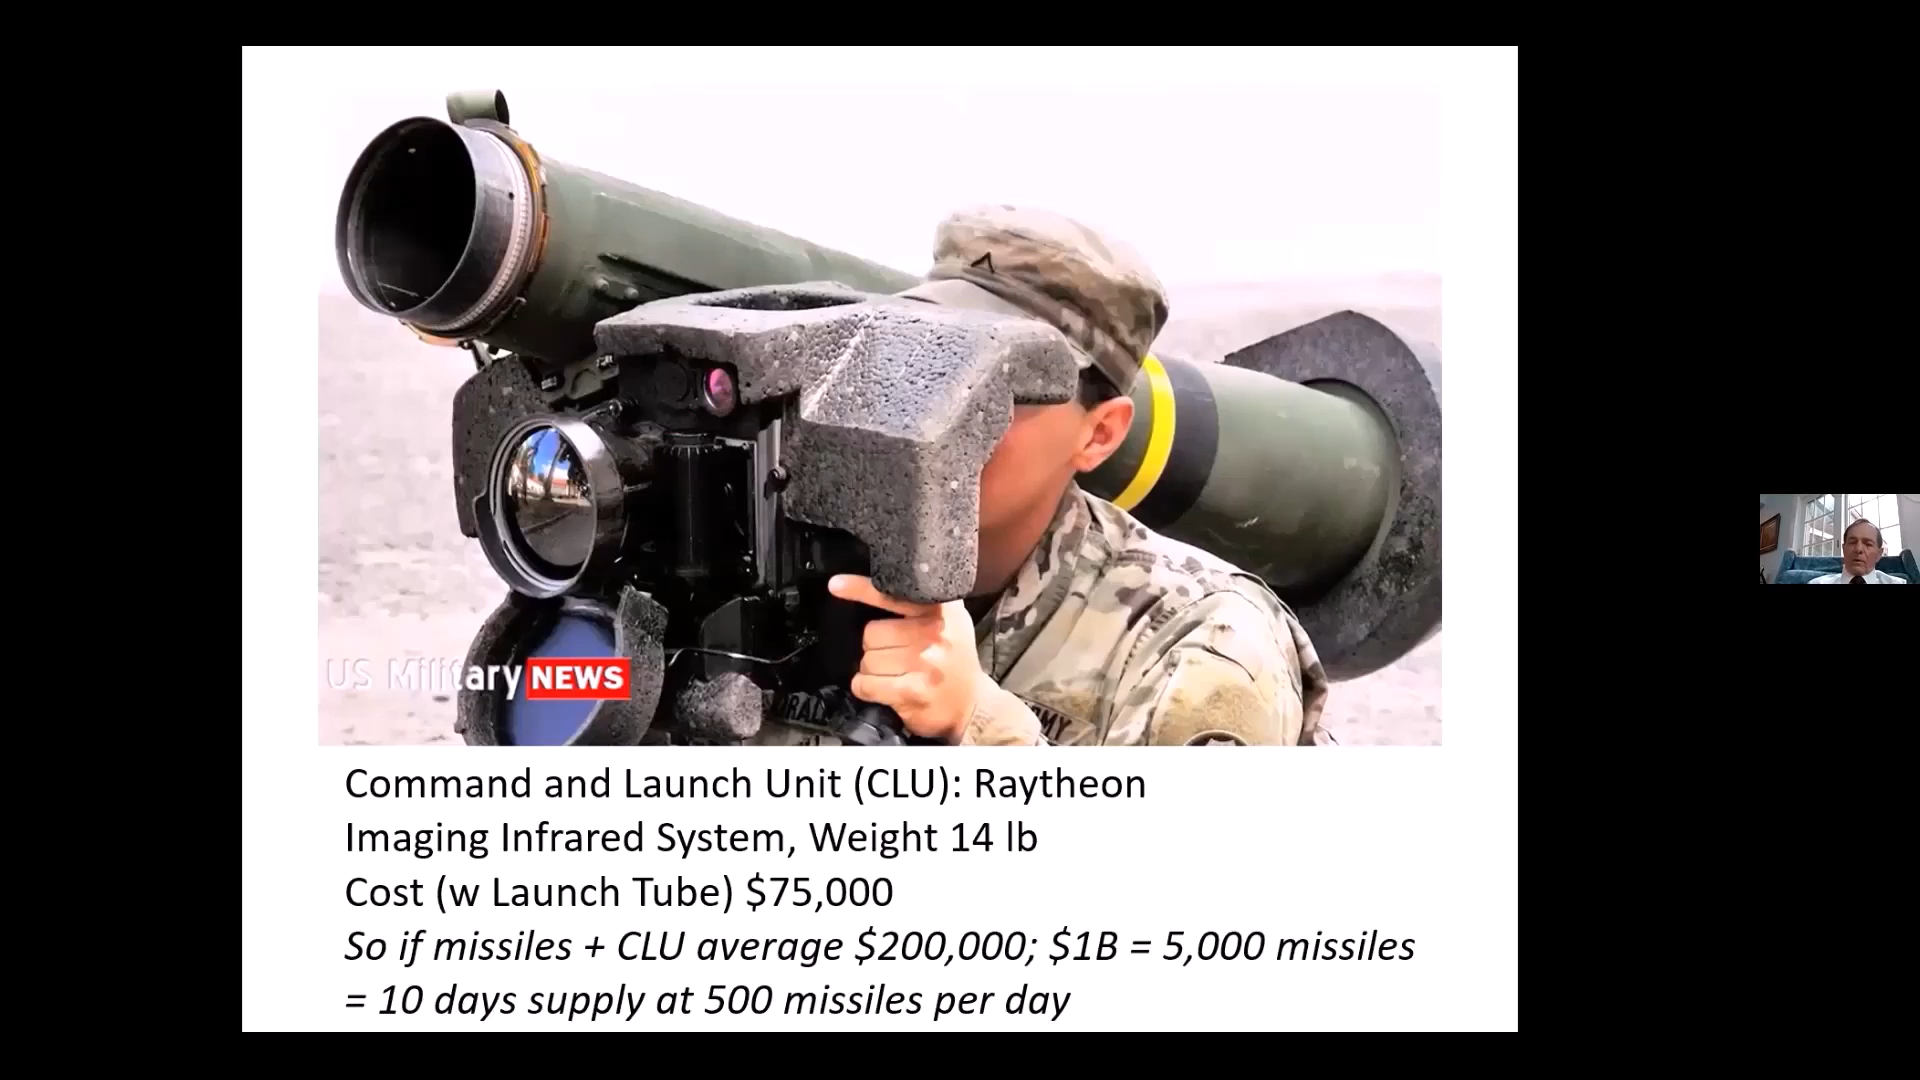 US Military NEWS
Command and Launch Unit (CLU): Raytheon
Imaging Infrared System, Weight 14 lb
Cost (w Launch Tube) $75,000
So if missiles + CLU average $200,000; $1B = 5,000 missiles
= 10 days supply at 500 missiles per day